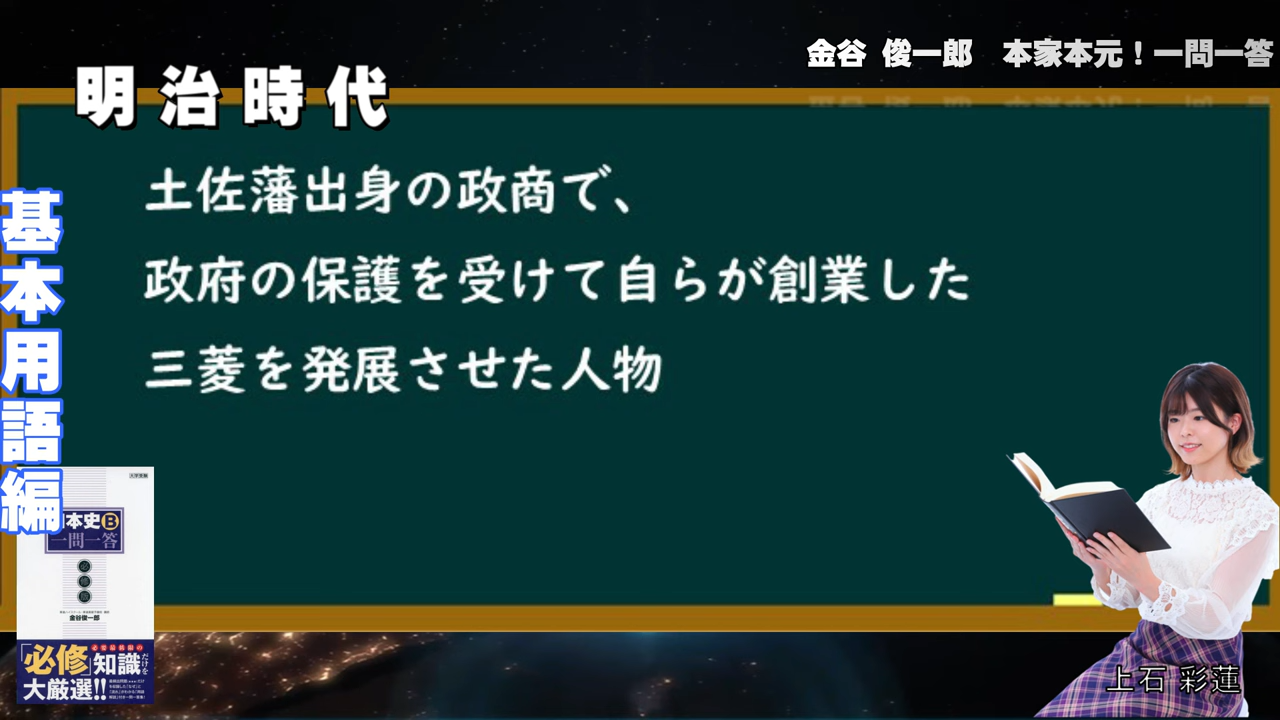 金谷 俊一郎 本家本元！一問一答
明治時代
土佐藩出身の政商で、
政府の保護を受けて自らが創業した
三菱を発展させた人物
基本用語編
本史B
一問一答
金谷俊一郎
「必修」知識だけを
大厳選!!
上石 彩蓮